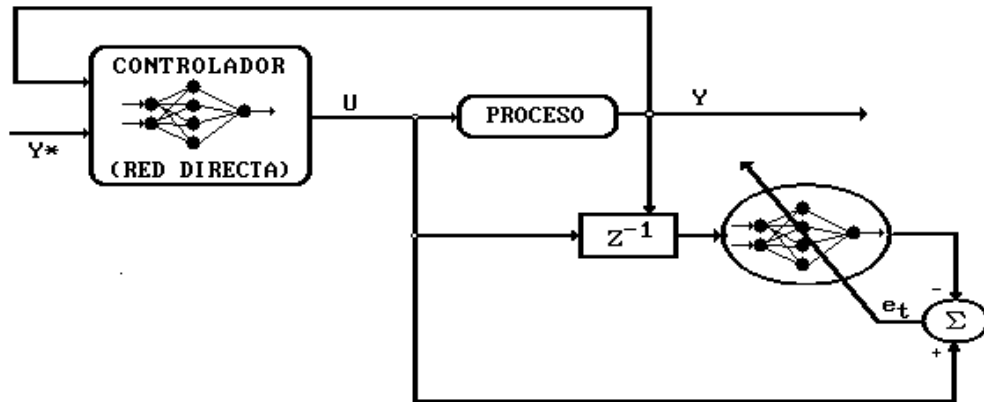 CONTROLADOR
(RED DIRECTA)
Y*
U
PROCESO
Y
Z⁻¹
e_t
-
Σ
+